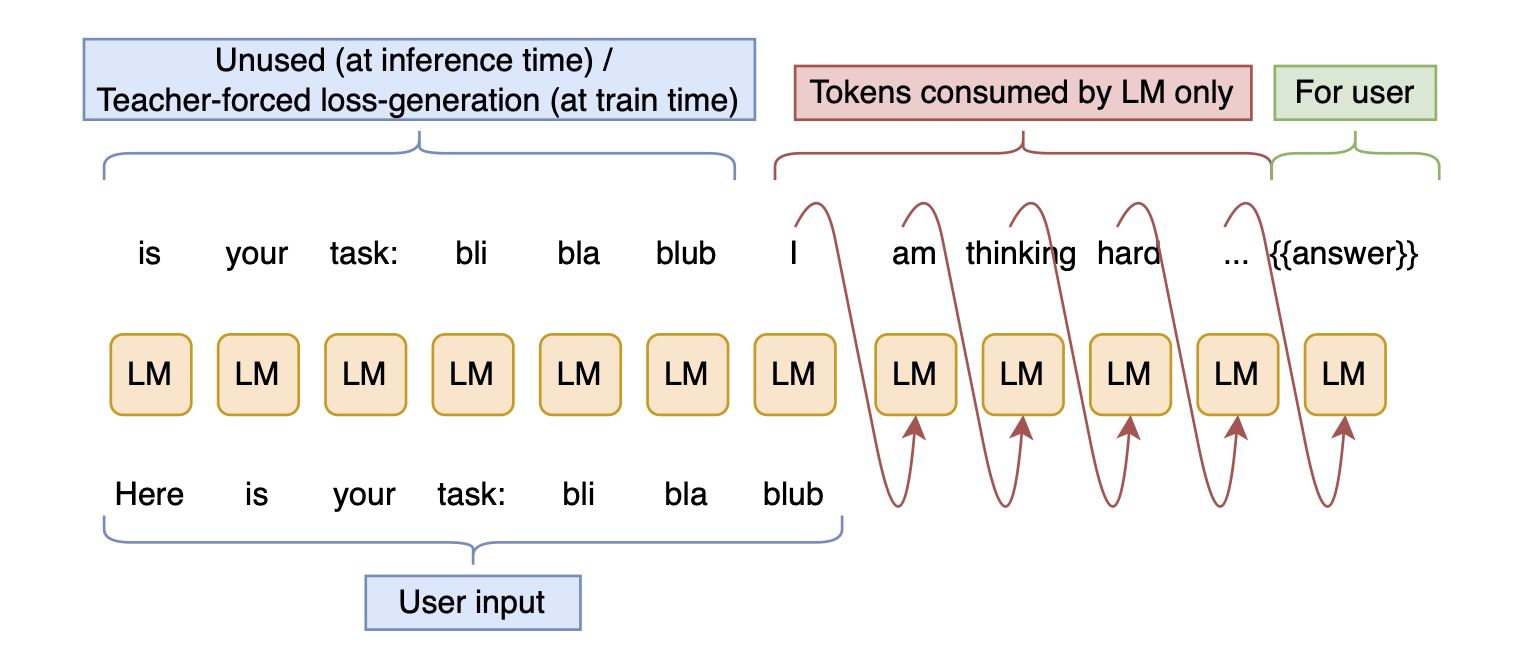 Unused (at inference time) /
Teacher-forced loss-generation (at train time)
Tokens consumed by LM only
For user
is your task: bli bla blub I am thinking hard ... {{answer}}
LM LM LM LM LM LM LM LM LM LM LM LM
Here is your task: bli bla blub
User input